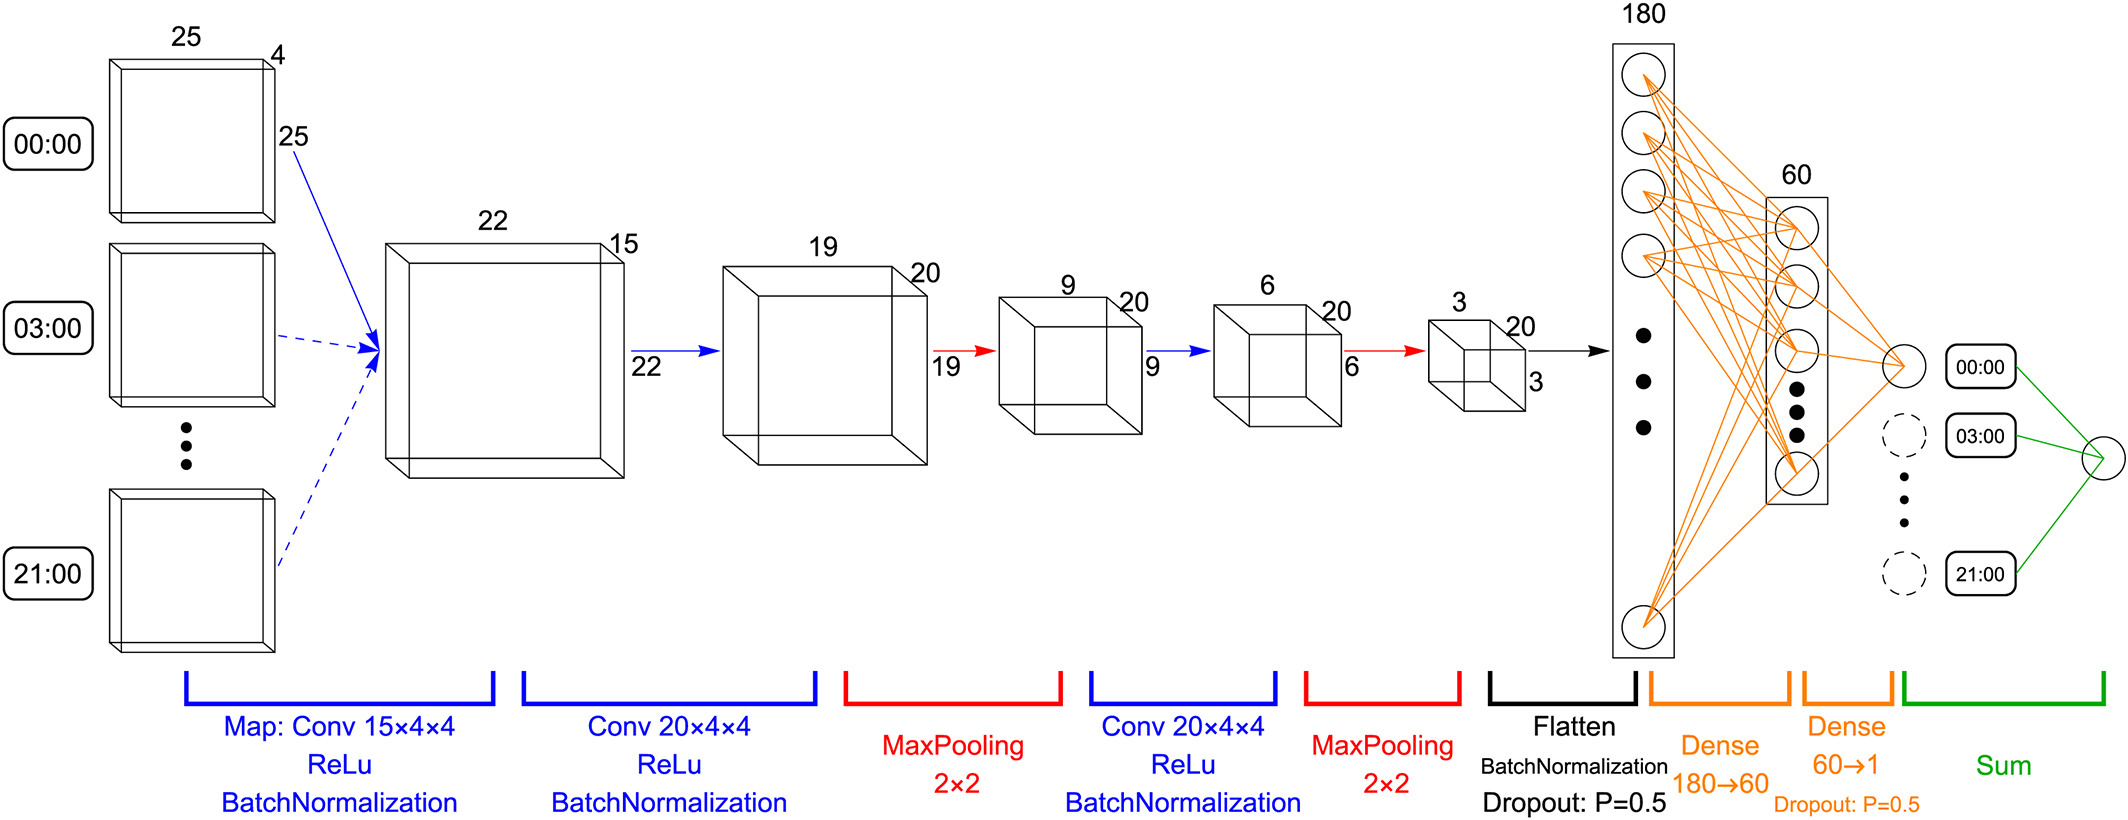 25
4
00:00
25
03:00
21:00
22
15
22
19
20
19
9
20
9
6
20
6
3
20
3
180
60
00:00
03:00
21:00
Map: Conv 15×4×4
ReLu
BatchNormalization
Conv 20×4×4
ReLu
BatchNormalization
MaxPooling
2×2
Conv 20×4×4
ReLu
BatchNormalization
MaxPooling
2×2
Flatten
BatchNormalization
Dropout: P=0.5
Dense
180→60
Dense
60→1
Dropout: P=0.5
Sum